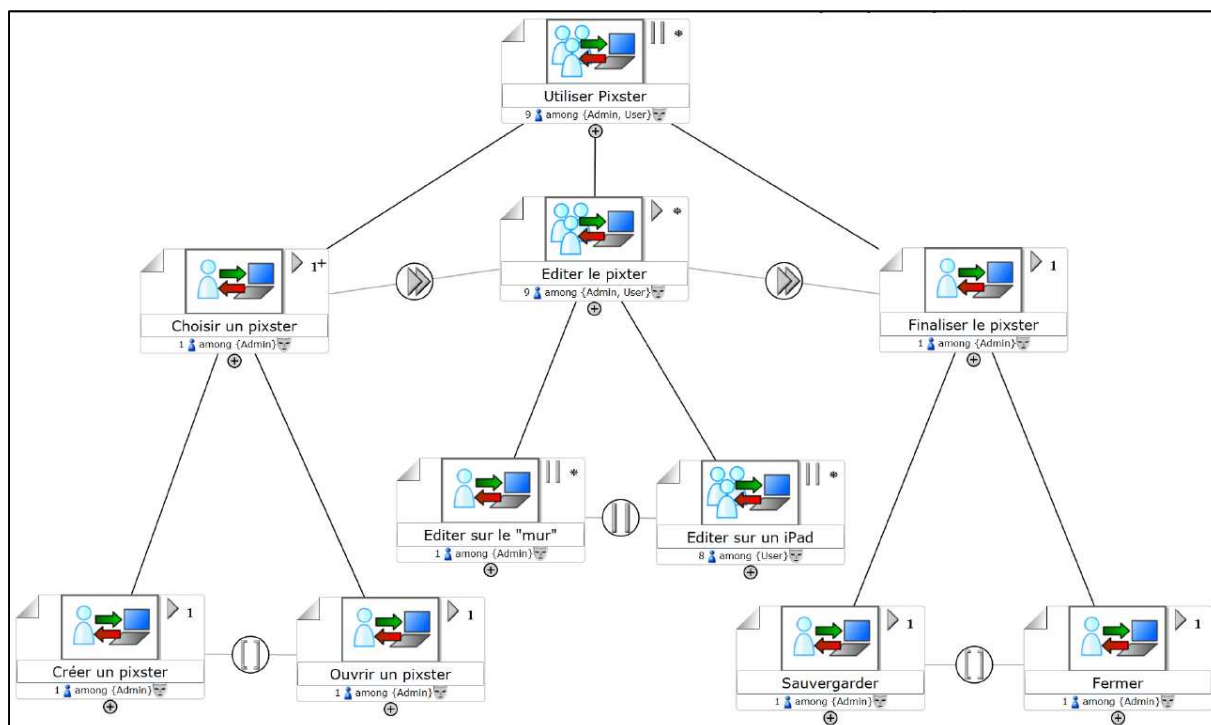 *
Utiliser Pixster
9 among {Admin, User}
*
Editer le pixter
9 among {Admin, User}
1+
Choisir un pixster
1 among {Admin}
1
Finaliser le pixster
1 among {Admin}
*
Editer sur le "mur"
1 among {Admin}
*
Editer sur un iPad
8 among {User}
1
Créer un pixster
1 among {Admin}
1
Ouvrir un pixster
1 among {Admin}
1
Sauvergarder
1 among {Admin}
1
Fermer
1 among {Admin}